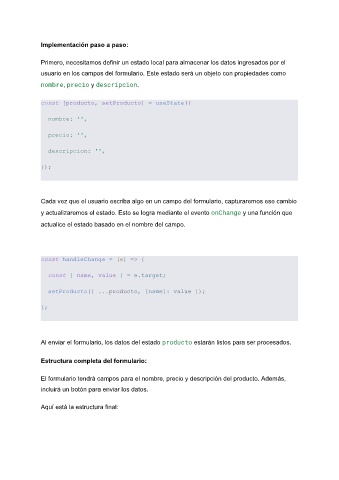 Implementación paso a paso:
Primero, necesitamos definir un estado local para almacenar los datos ingresados por el
usuario en los campos del formulario. Este estado será un objeto con propiedades como
nombre, precio y descripcion.
const [producto, setProducto] = useState({
nombre: '',
precio: '',
descripcion: '',
});
Cada vez que el usuario escriba algo en un campo del formulario, capturaremos ese cambio
y actualizaremos el estado. Esto se logra mediante el evento onChange y una función que
actualice el estado basado en el nombre del campo.
const handleChange = (e) => {
const { name, value } = e.target;
setProducto({ ...producto, [name]: value });
};
Al enviar el formulario, los datos del estado producto estarán listos para ser procesados.
Estructura completa del formulario:
El formulario tendrá campos para el nombre, precio y descripción del producto. Además,
incluirá un botón para enviar los datos.
Aquí está la estructura final: